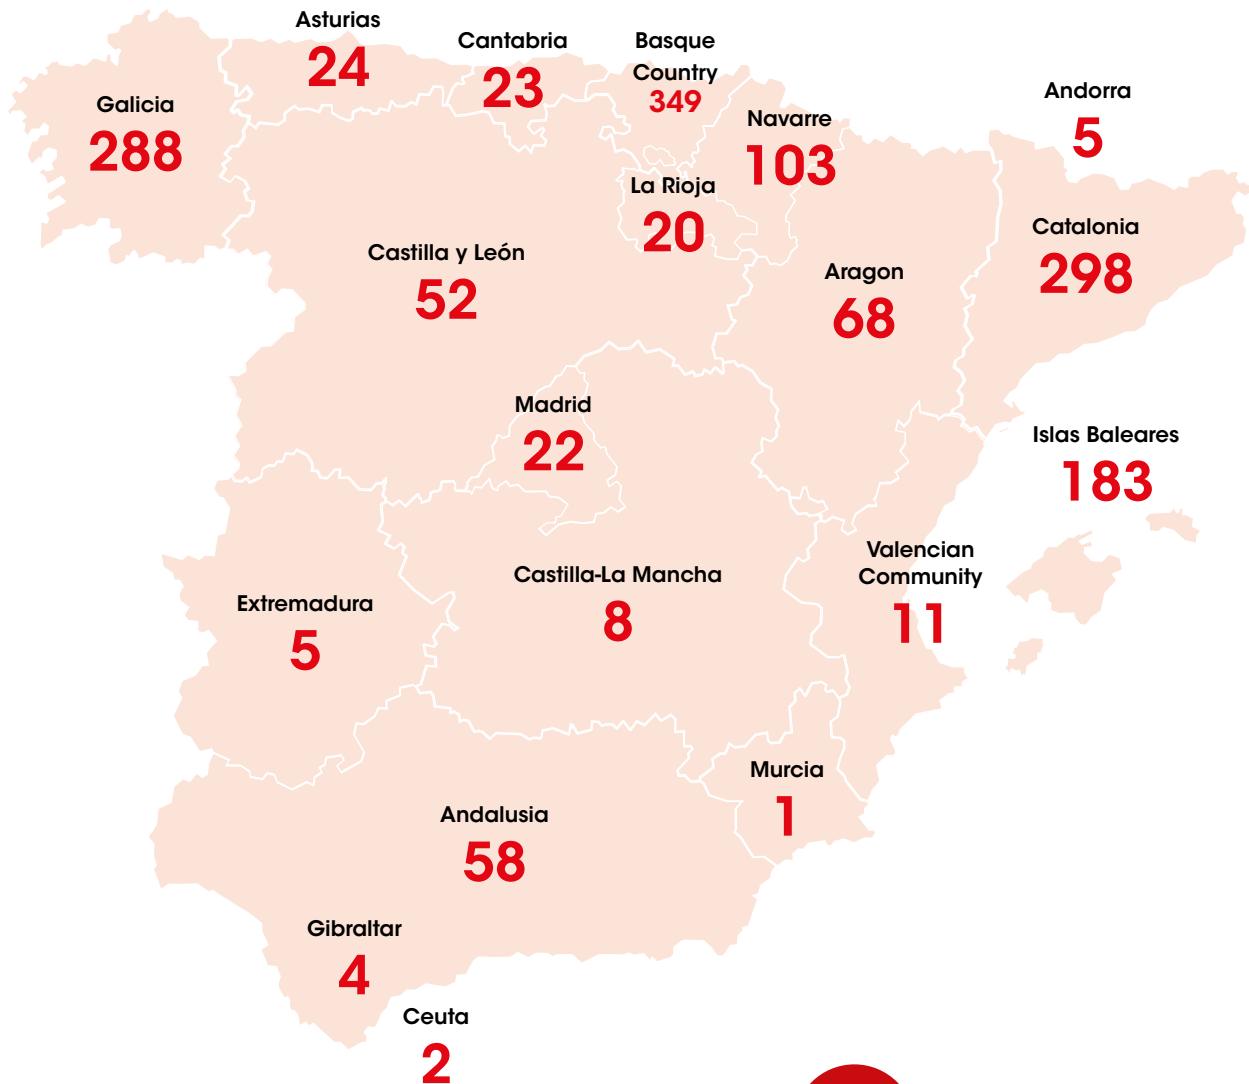 Asturias
24
Cantabria
23
Basque
Country
349
Galicia
288
Navarre
103
Andorra
5
La Rioja
20
Catalonia
298
Castilla y León
52
Aragon
68
Madrid
22
Islas Baleares
183
Valencian
Community
11
Castilla-La Mancha
8
Extremadura
5
Murcia
1
Andalusia
58
Gibraltar
4
Ceuta
2